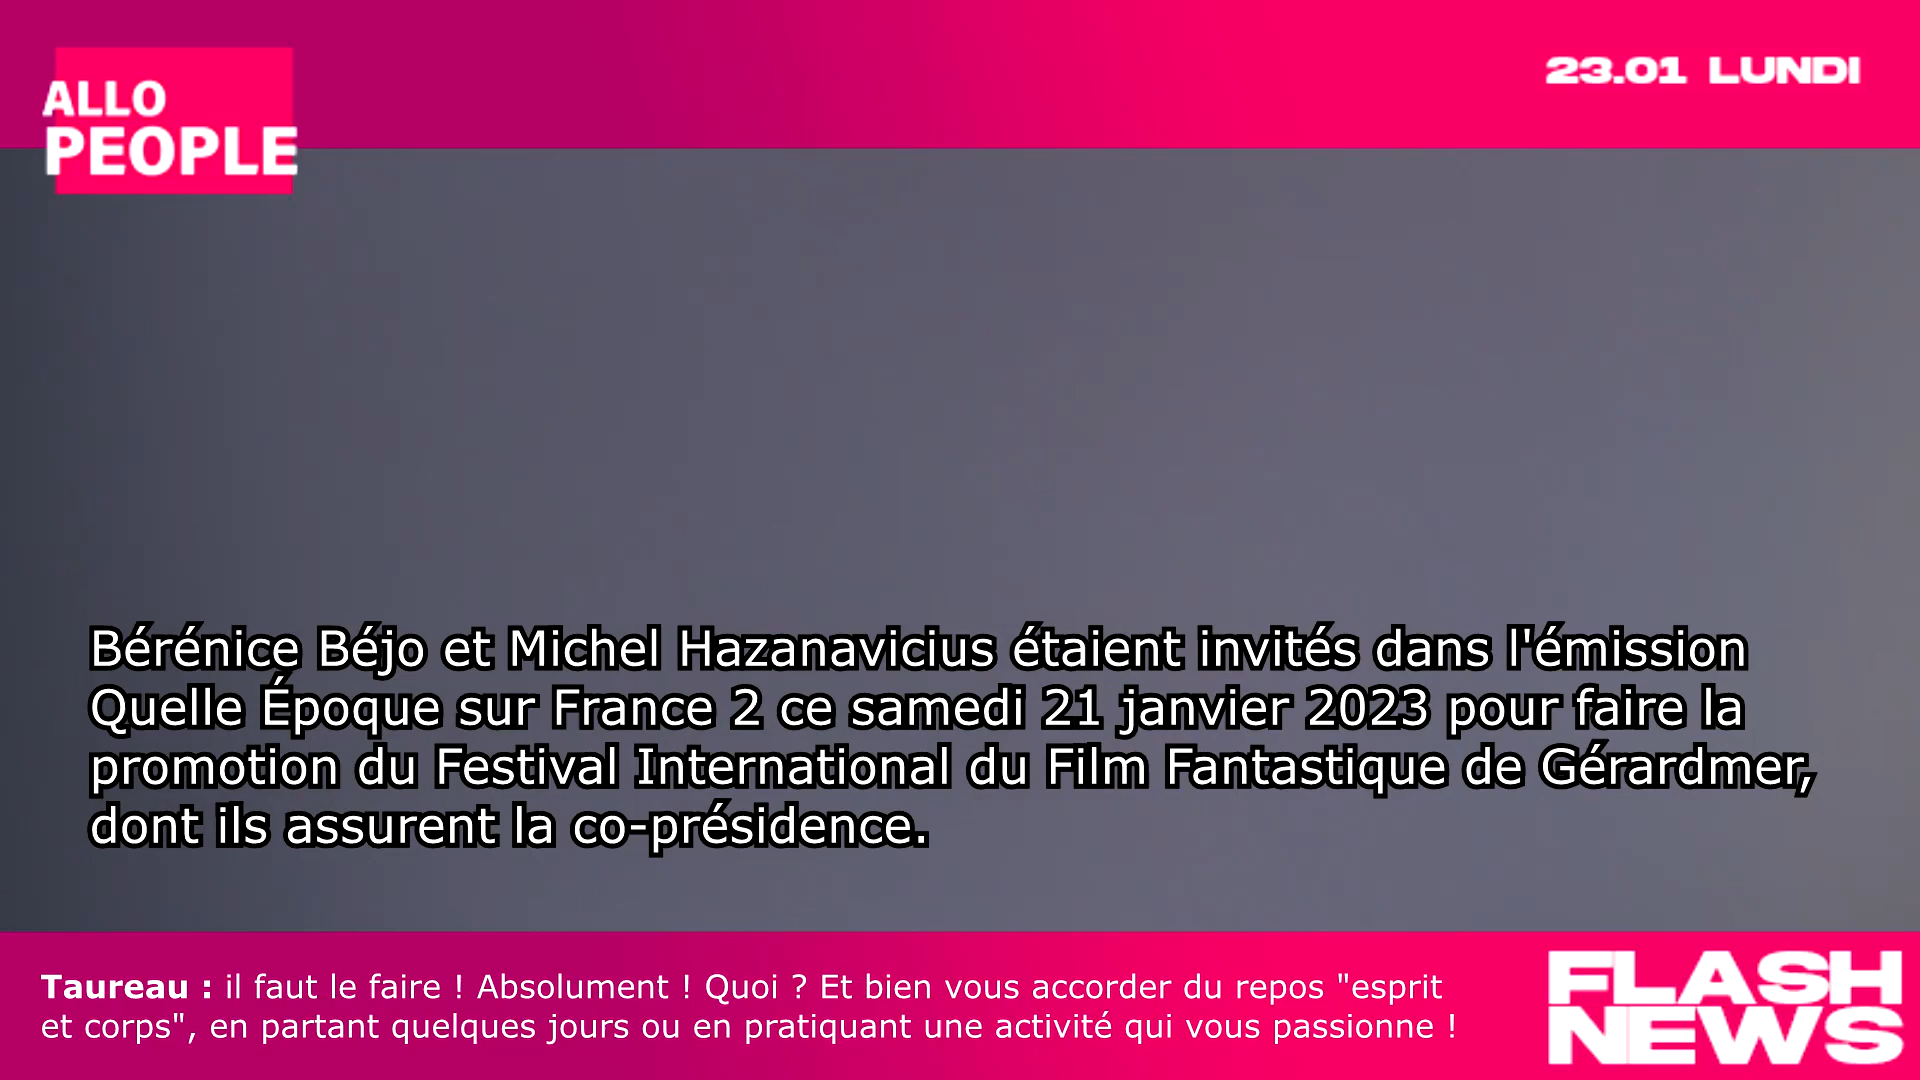 ALLO
PEOPLE
23.01 LUNDI
Bérénice Béjo et Michel Hazanavicius étaient invités dans l'émission
Quelle Époque sur France 2 ce samedi 21 janvier 2023 pour faire la
promotion du Festival International du Film Fantastique de Gérardmer,
dont ils assurent la co-présidence.
Taureau : il faut le faire ! Absolument ! Quoi ? Et bien vous accorder du repos "esprit
et corps", en partant quelques jours ou en pratiquant une activité qui vous passionne !
FLASH
NEWS